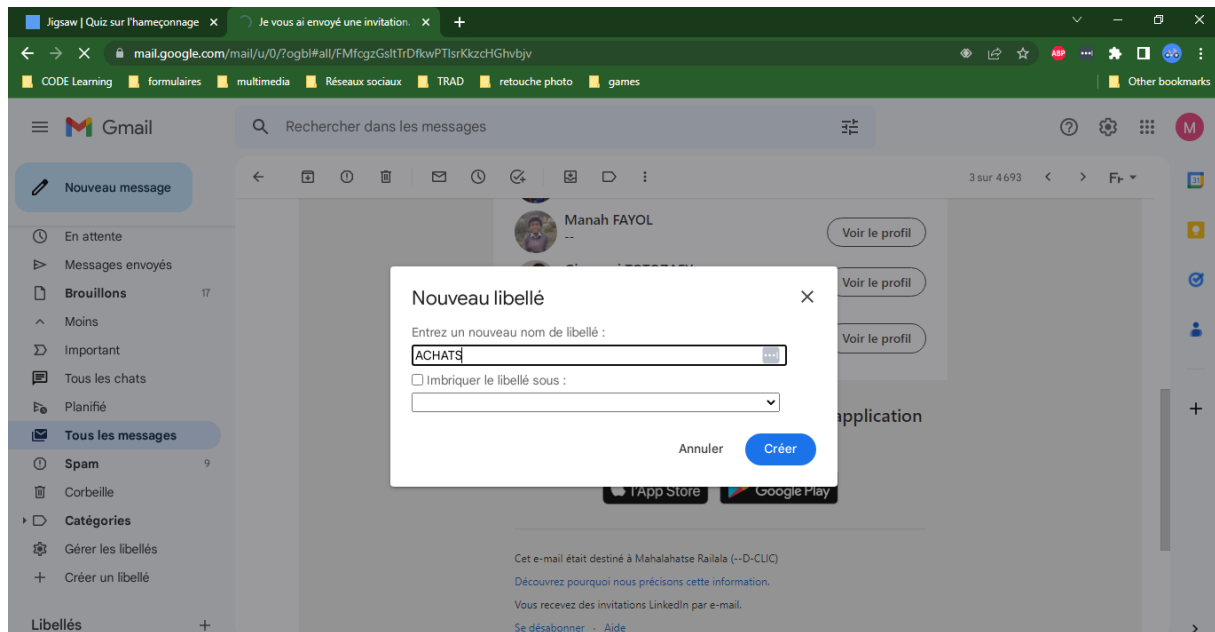 Jigsaw | Quiz sur l'hameçonnage
Je vous ai envoyé une invitation.
mail.google.com/mail/u/0/?ogbl#all/FMfcgzGsltTrDfkwPTlsrKkzcHGhvbjv
ABP
CODE Learning formulaires multimedia Réseaux sociaux TRAD retouche photo games Other bookmarks
Gmail
Rechercher dans les messages
M
Nouveau message
3 sur 4 693
Fr
31
En attente
Messages envoyés
Brouillons 17
Moins
Important
Tous les chats
Planifié
Tous les messages
Spam 9
Corbeille
Catégories
Gérer les libellés
Créer un libellé
Libellés
Manah FAYOL
--
Voir le profil
Voir le profil
Voir le profil
Nouveau libellé
Entrez un nouveau nom de libellé :
ACHATS
Imbriquer le libellé sous :
Annuler
Créer
application
l'App Store
Google Play
Cet e-mail était destiné à Mahalahatse Railala (--D-CLIC)
Découvrez pourquoi nous précisons cette information.
Vous recevez des invitations LinkedIn par e-mail.
Se désabonner · Aide